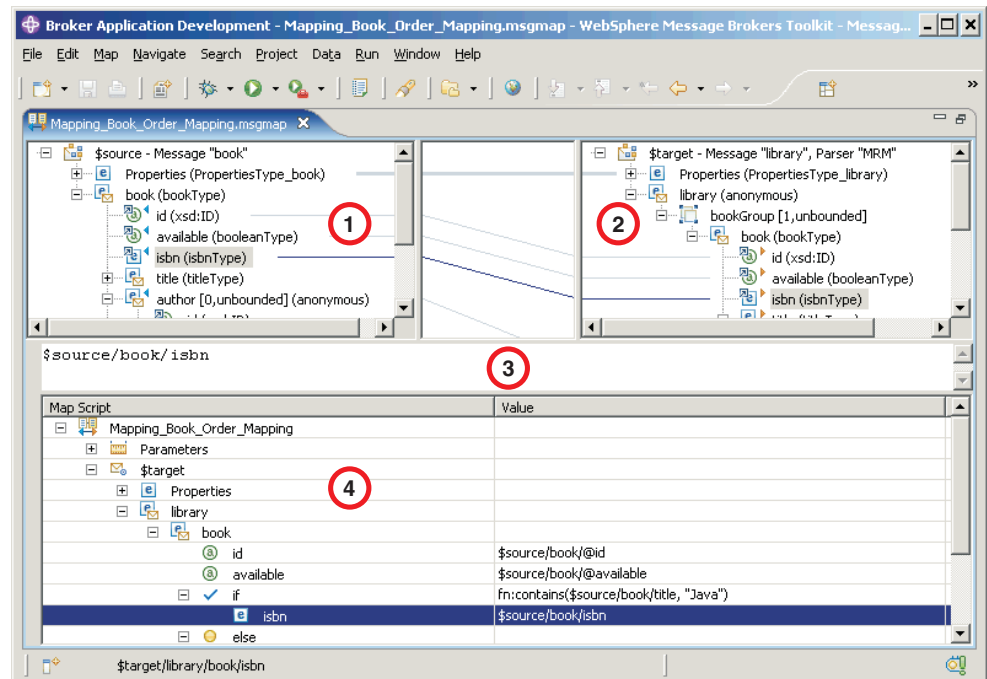 Broker Application Development - Mapping_Book_Order_Mapping.msgmap - WebSphere Message Brokers Toolkit - Messag...
File Edit Map Navigate Search Project Data Run Window Help
»
Mapping_Book_Order_Mapping.msgmap
$source - Message "book"
Properties (PropertiesType_book)
book (bookType)
id (xsd:ID)
available (booleanType)
isbn (isbnType)
title (titleType)
author [0,unbounded] (anonymous)
1
$target - Message "library", Parser "MRM"
Properties (PropertiesType_library)
library (anonymous)
bookGroup [1,unbounded]
book (bookType)
id (xsd:ID)
available (booleanType)
isbn (isbnType)
2
$source/book/isbn
3
Map Script Value
Mapping_Book_Order_Mapping
Parameters
$target
Properties
4
library
book
id $source/book/@id
available $source/book/@available
if fn:contains($source/book/title, "Java")
isbn $source/book/isbn
else
$target/library/book/isbn